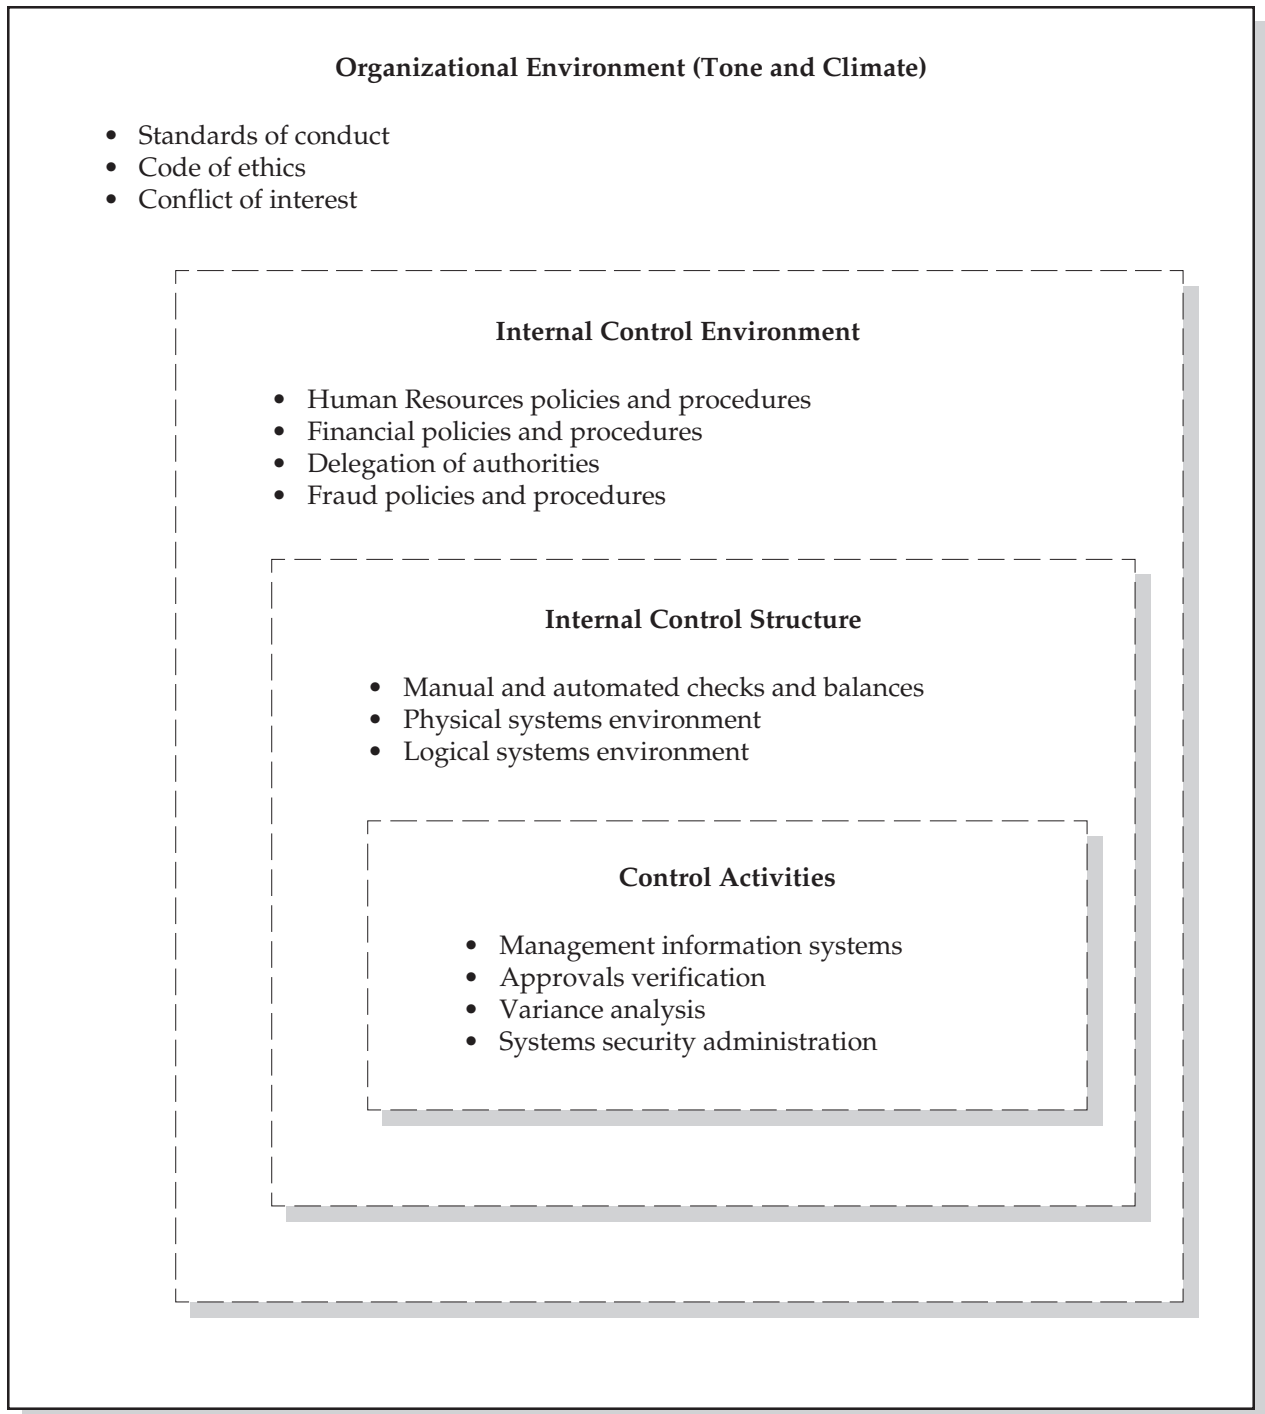 Organizational Environment (Tone and Climate)
• Standards of conduct
• Code of ethics
• Conflict of interest
Internal Control Environment
• Human Resources policies and procedures
• Financial policies and procedures
• Delegation of authorities
• Fraud policies and procedures
Internal Control Structure
• Manual and automated checks and balances
• Physical systems environment
• Logical systems environment
Control Activities
• Management information systems
• Approvals verification
• Variance analysis
• Systems security administration